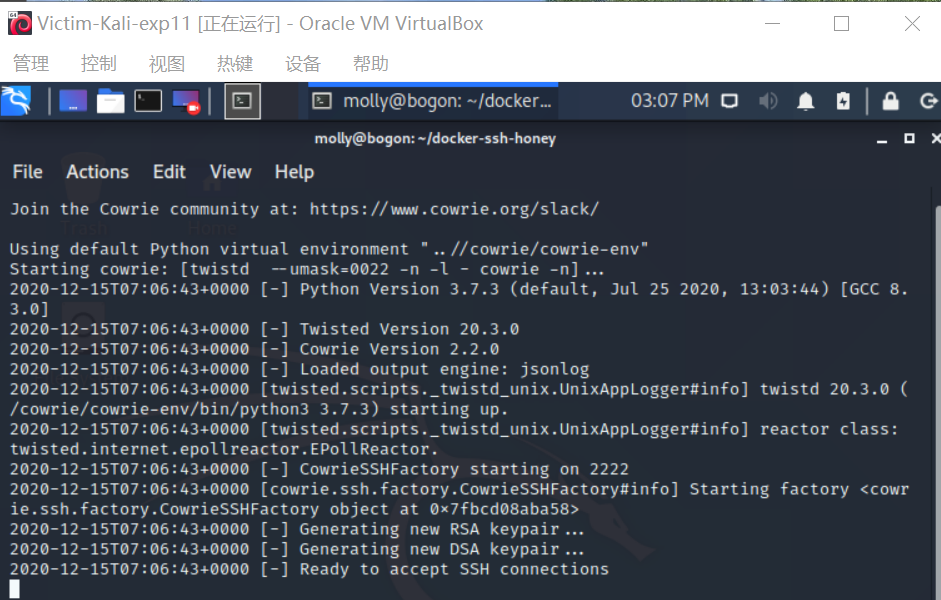 Victim-Kali-exp11 [正在运行] - Oracle VM VirtualBox
管理 控制 视图 热键 设备 帮助
molly@bogon: ~/docker... 03:07 PM
molly@bogon: ~/docker-ssh-honey
File Actions Edit View Help
Join the Cowrie community at: https://www.cowrie.org/slack/
Using default Python virtual environment "..//cowrie/cowrie-env"
Starting cowrie: [twistd  --umask=0022 -n -l - cowrie -n]...
2020-12-15T07:06:43+0000 [-] Python Version 3.7.3 (default, Jul 25 2020, 13:03:44) [GCC 8.
3.0]
2020-12-15T07:06:43+0000 [-] Twisted Version 20.3.0
2020-12-15T07:06:43+0000 [-] Cowrie Version 2.2.0
2020-12-15T07:06:43+0000 [-] Loaded output engine: jsonlog
2020-12-15T07:06:43+0000 [twisted.scripts._twistd_unix.UnixAppLogger#info] twistd 20.3.0 (
/cowrie/cowrie-env/bin/python3 3.7.3) starting up.
2020-12-15T07:06:43+0000 [twisted.scripts._twistd_unix.UnixAppLogger#info] reactor class:
twisted.internet.epollreactor.EPollReactor.
2020-12-15T07:06:43+0000 [-] CowrieSSHFactory starting on 2222
2020-12-15T07:06:43+0000 [cowrie.ssh.factory.CowrieSSHFactory#info] Starting factory <cowr
ie.ssh.factory.CowrieSSHFactory object at 0×7fbcd08aba58>
2020-12-15T07:06:43+0000 [-] Generating new RSA keypair...
2020-12-15T07:06:43+0000 [-] Generating new DSA keypair...
2020-12-15T07:06:43+0000 [-] Ready to accept SSH connections